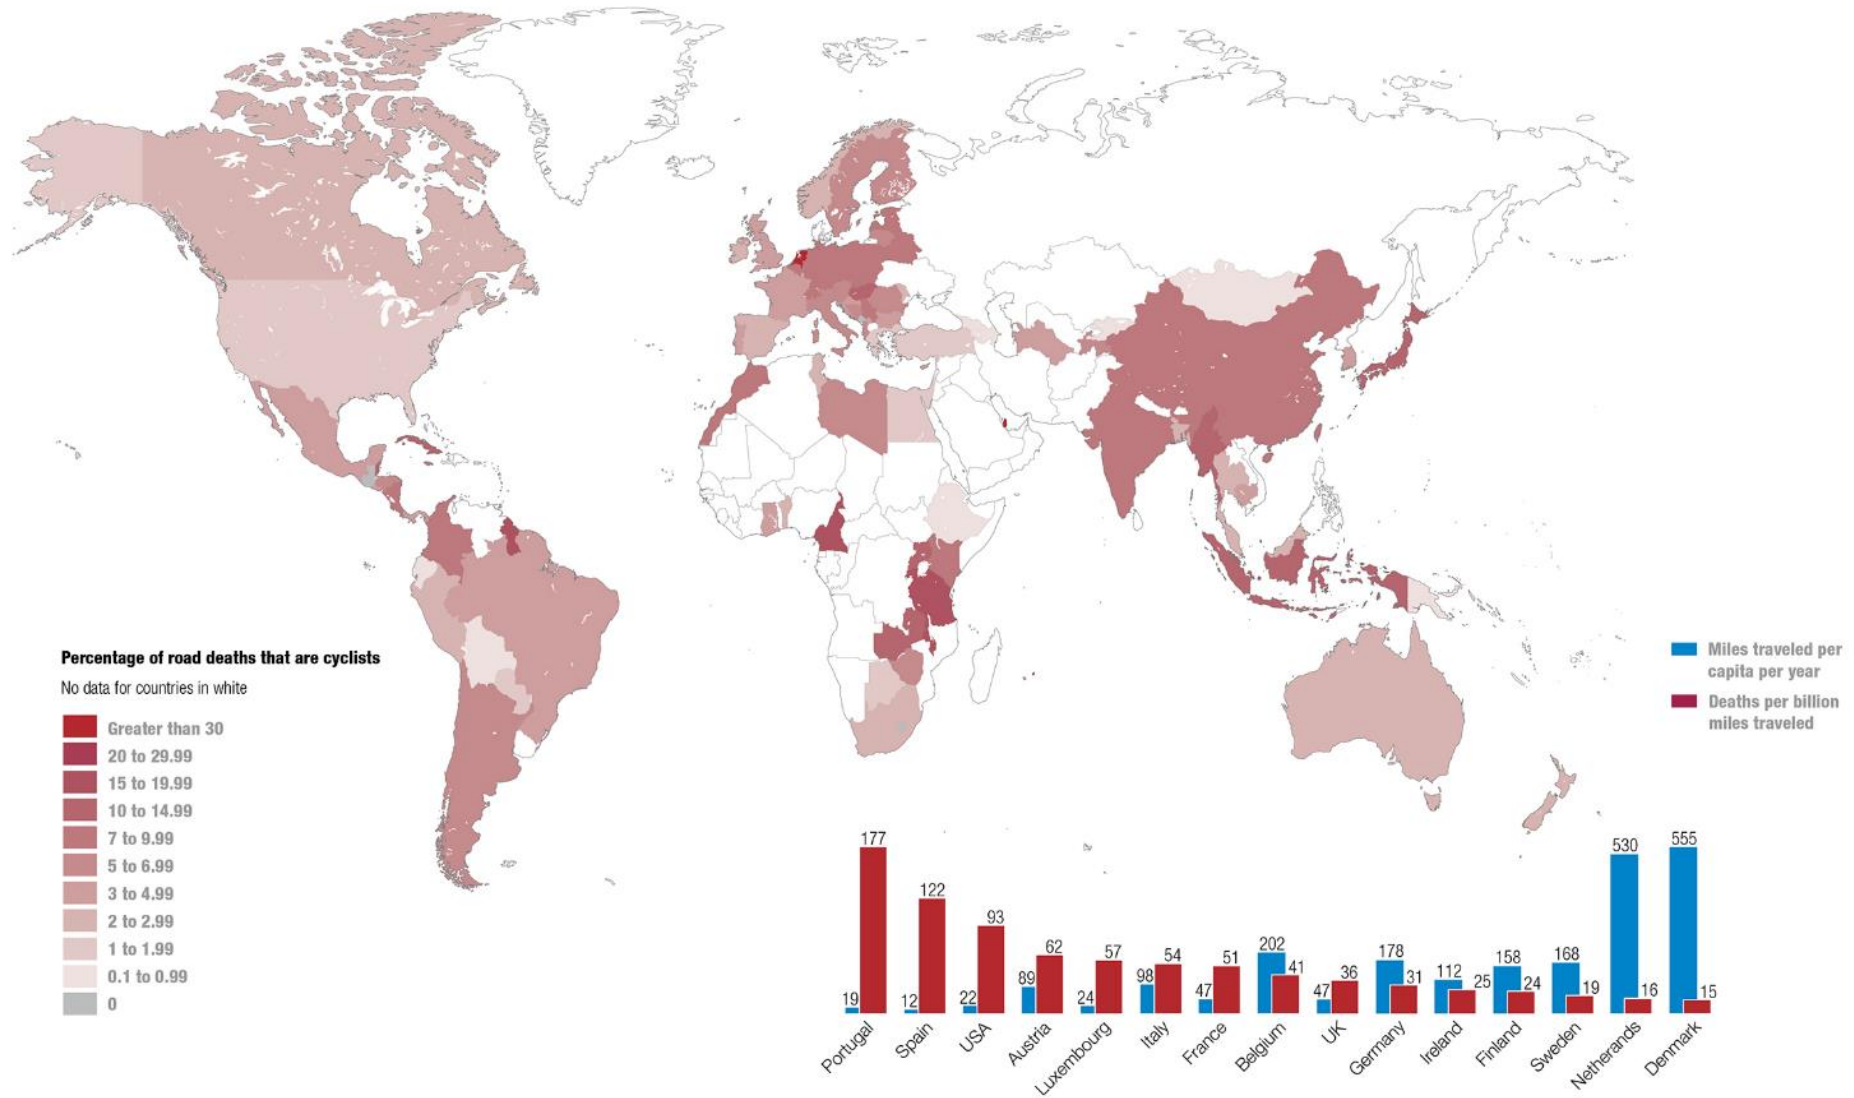 Percentage of road deaths that are cyclists
No data for countries in white
Greater than 30
20 to 29.99
15 to 19.99
10 to 14.99
7 to 9.99
5 to 6.99
3 to 4.99
2 to 2.99
1 to 1.99
0.1 to 0.99
0
Miles traveled per
capita per year
Deaths per billion
miles traveled
19 177
12 122
22 93
89 62
24 57
98 54
47 51
202 41
47 36
178 31
112 25
158 24
168 19
530 16
555 15
Portugal
Spain
USA
Austria
Luxembourg
Italy
France
Belgium
UK
Germany
Ireland
Finland
Sweden
Netherands
Denmark